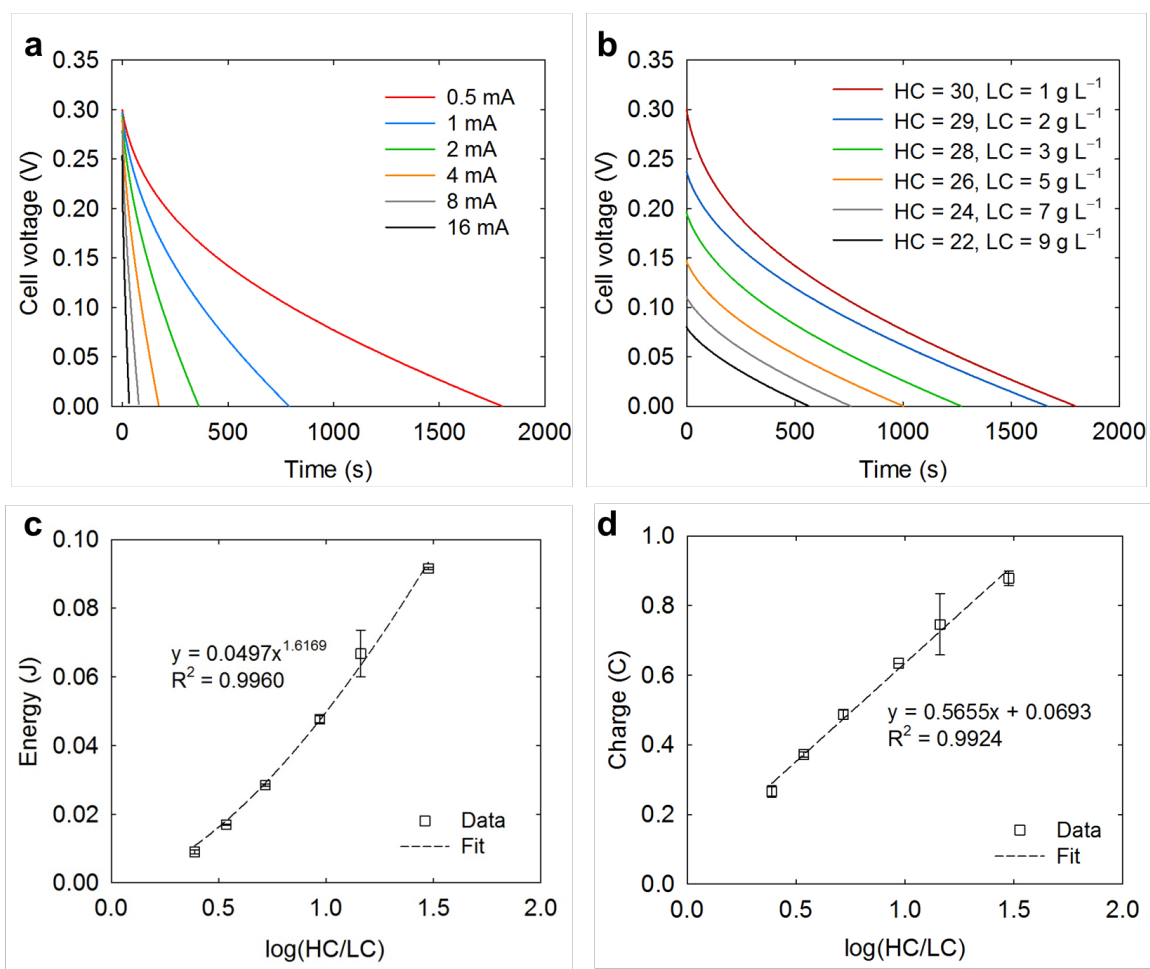 a
0.35
0.30
0.25
0.20
0.15
0.10
0.05
0.00
Cell voltage (V)
0.5 mA
1 mA
2 mA
4 mA
8 mA
16 mA
0 500 1000 1500 2000
Time (s)
b
0.35
0.30
0.25
0.20
0.15
0.10
0.05
0.00
Cell voltage (V)
HC = 30, LC = 1 g L⁻¹
HC = 29, LC = 2 g L⁻¹
HC = 28, LC = 3 g L⁻¹
HC = 26, LC = 5 g L⁻¹
HC = 24, LC = 7 g L⁻¹
HC = 22, LC = 9 g L⁻¹
0 500 1000 1500 2000
Time (s)
c
0.10
0.08
0.06
0.04
0.02
0.00
Energy (J)
y = 0.0497x^1.6169
R² = 0.9960
Data
Fit
0.0 0.5 1.0 1.5 2.0
log(HC/LC)
d
1.0
0.8
0.6
0.4
0.2
0.0
Charge (C)
y = 0.5655x + 0.0693
R² = 0.9924
Data
Fit
0.0 0.5 1.0 1.5 2.0
log(HC/LC)